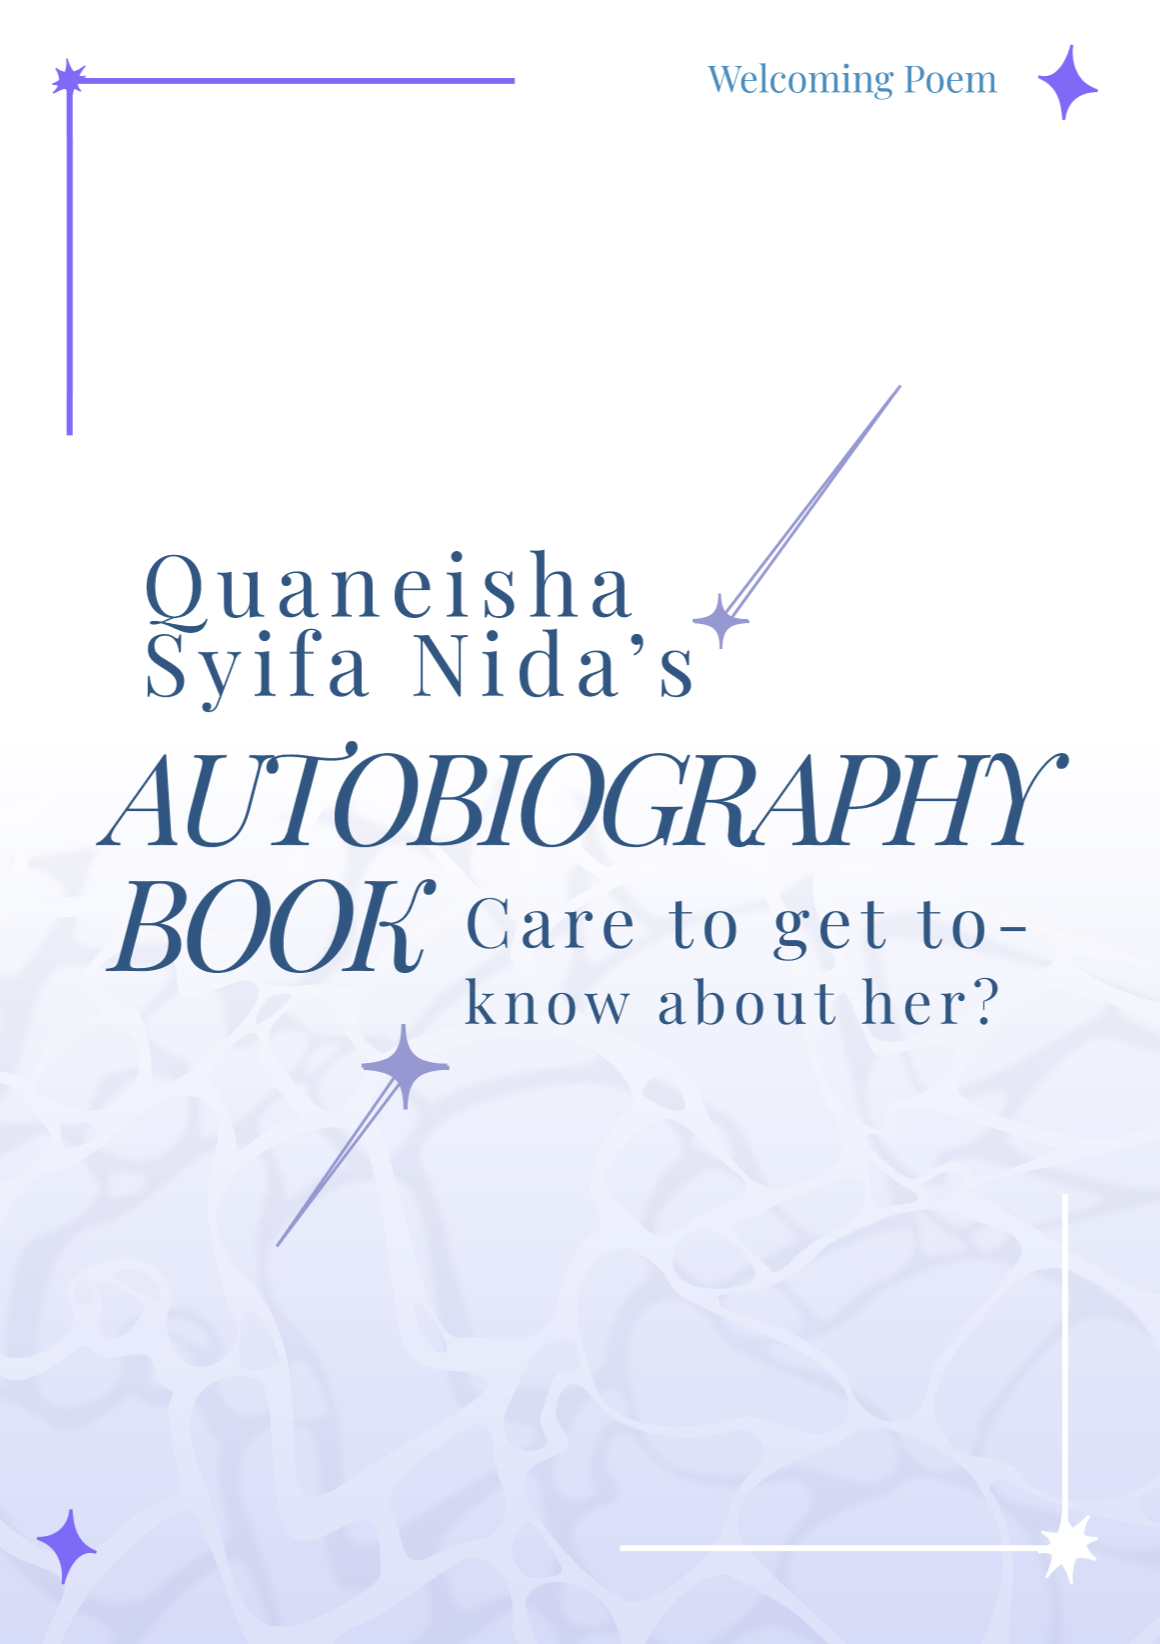 Welcoming Poem
Quaneisha
Syifa Nida’s
AUTOBIOGRAPHY
BOOK
Care to get to-
know about her?